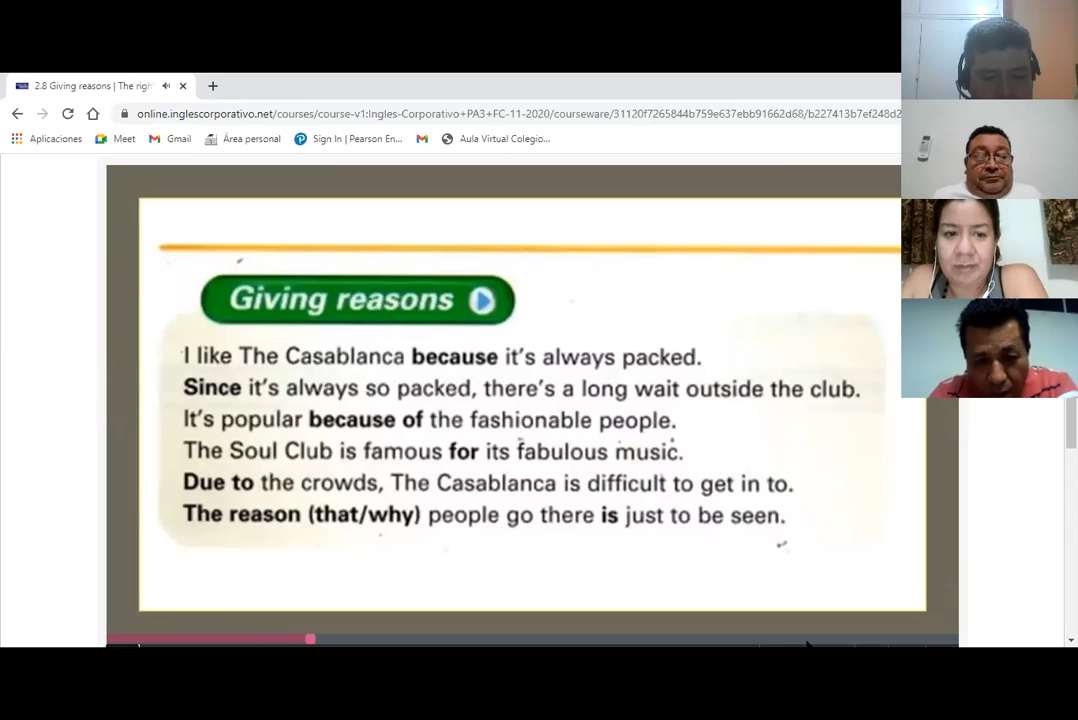 2.8 Giving reasons | The righ
online.inglescorporativo.net/courses/course-v1:Ingles-Corporativo+PA3+FC-11-2020/courseware/31120f7265844b759e637ebb91662d68/b227413b7ef248d2
Aplicaciones Meet Gmail Área personal Sign In | Pearson En... Aula Virtual Colegio...
Giving reasons
I like The Casablanca because it's always packed.
Since it's always so packed, there's a long wait outside the club.
It's popular because of the fashionable people.
The Soul Club is famous for its fabulous music.
Due to the crowds, The Casablanca is difficult to get in to.
The reason (that/why) people go there is just to be seen.